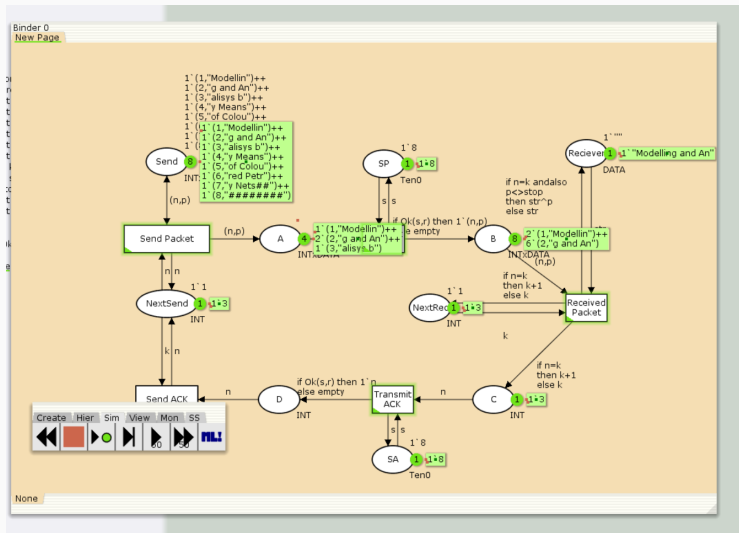 Binder 0
New Page
1`(1,"Modellin")++
1`(2,"g and An")++
1`(3,"alisys b")++
1`(4,"y Means")++
1`(5,"of Colou")++
1`(
1`(
1`(
1`(1,"Modellin")++
1`(2,"g and An")++
1`(3,"alisys b")++
1`(4,"y Means")++
1`(5,"of Colou")++
1`(6,"red Petr")++
1`(7,"y Nets##")++
1`(8,"########")
Send
8
INTx
(n,p)
Send Packet
(n,p)
A
4
1`(1,"Modellin")++
2`(2,"g and An")++
1`(3,"alisys b")
INTxDATA
1`8
SP
1
1`8
Ten0
s s
if Ok(s,r) then 1`(n,p)
else empty
B
8
2`(1,"Modellin")++
6`(2,"g and An")
INTxDATA
1`""
Reciever
1
1`"Modelling and An"
DATA
if n=k andalso
p<>stop
then str^p
else str
(n,p)
n n
1`1
NextSend
1
1`3
INT
if n=k
then k+1
else k
1`1
NextRec
1
1`3
INT
Received
Packet
k
k n
if n=k
then k+1
else k
Send ACK
n
D
INT
if Ok(s,r) then 1`n
else empty
Transmit
ACK
n
C
1
1`3
INT
s s
1`8
SA
1
1`8
Ten0
Create Hier Sim View Mon SS
50 50
ML!
None